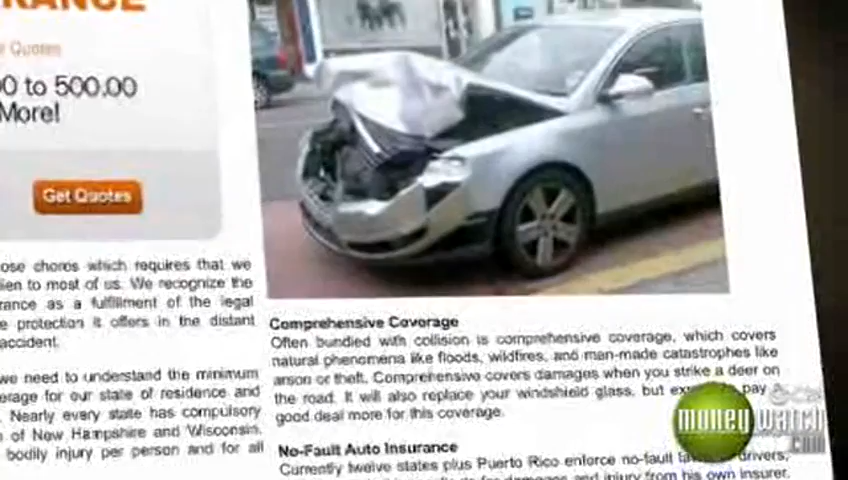 RANCE
Quotes
0 to 500.00
More!
Get Quotes
ose chores which requires that we
lien to most of us. We recognize the
rance as a fulfillment of the legal
e protection it offers in the distant
accident.
we need to understand the minimum
erage for our state of residence and
. Nearly every state has compulsory
of New Hampshire and Wisconsin.
bodily injury per person and for all
Comprehensive Coverage
Often bundled with collision is comprehensive coverage, which covers
natural phenomena like floods, wildfires, and man-made catastrophes like
arson or theft. Comprehensive covers damages when you strike a deer on
the road. It will also replace your windshield glass, but pay a
good deal more for this coverage.
No-Fault Auto Insurance
Currently twelve states plus Puerto Rico enforce no-fault drivers,
damages and injury from his own insurer.
moneywatch
.com